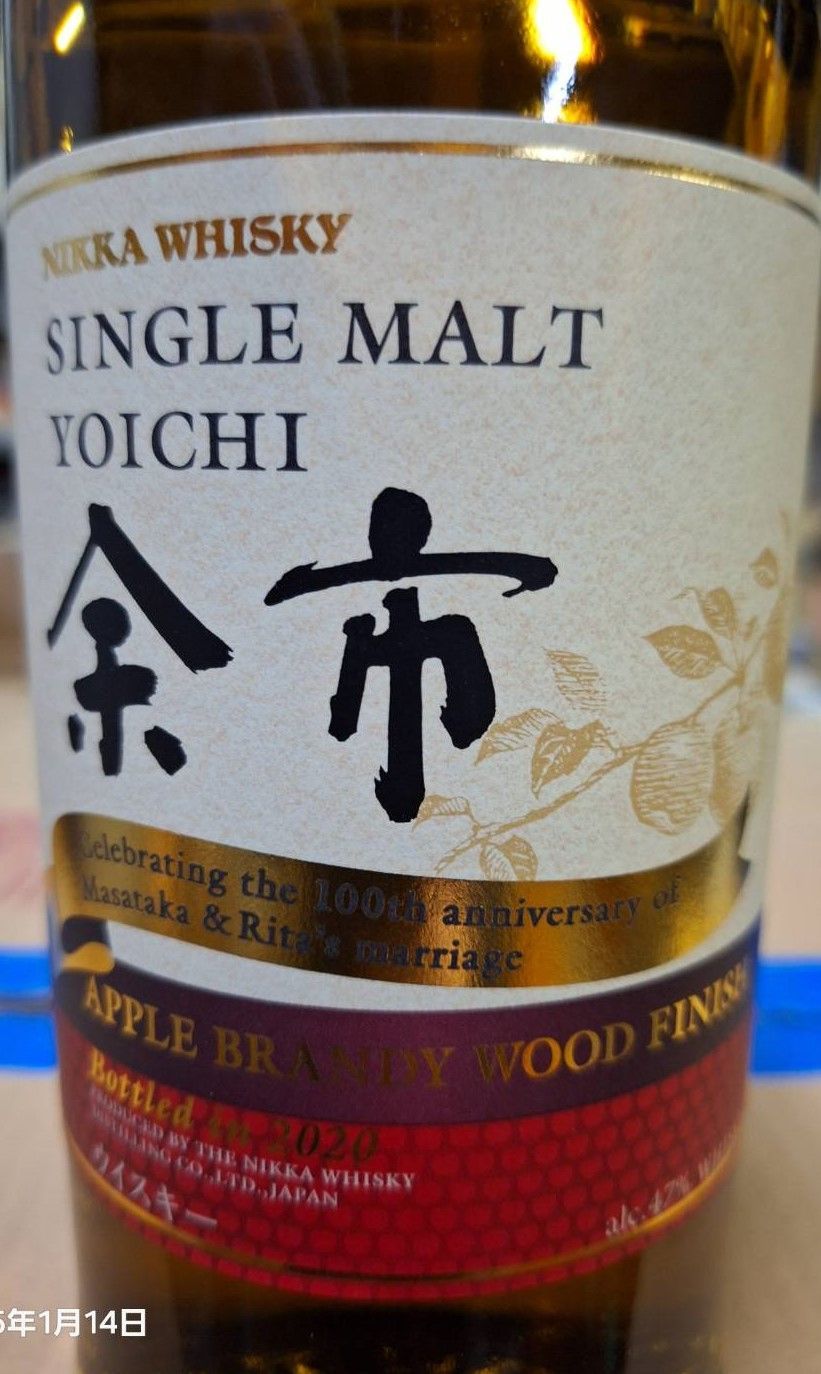 NIKKA WHISKY
SINGLE MALT
YOICHI
余市
Celebrating the 100th anniversary of
Masataka & Rita's marriage
APPLE BRANDY WOOD FINISH
Bottled in 2020
PRODUCED BY THE NIKKA WHISKY
DISTILLING CO.,LTD.,JAPAN
ウイスキー
alc.47%
5年1月14日